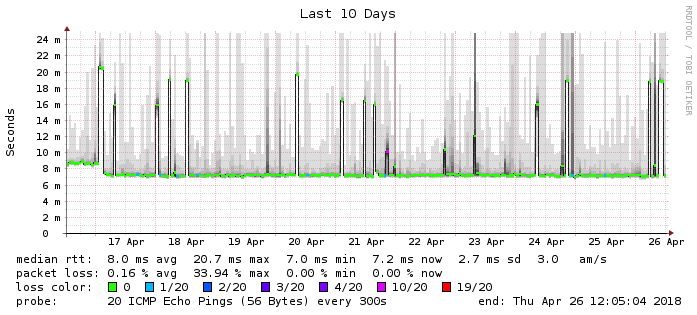 Last 10 Days
RRDTOOL / TOBI OETIKER
Seconds
24 m
22 m
20 m
18 m
16 m
14 m
12 m
10 m
8 m
6 m
4 m
2 m
0
17 Apr 18 Apr 19 Apr 20 Apr 21 Apr 22 Apr 23 Apr 24 Apr 25 Apr 26 Apr
median rtt: 8.0 ms avg 20.7 ms max 7.0 ms min 7.2 ms now 2.7 ms sd 3.0 am/s
packet loss: 0.16 % avg 33.94 % max 0.00 % min 0.00 % now
loss color: 0 1/20 2/20 3/20 4/20 10/20 19/20
probe: 20 ICMP Echo Pings (56 Bytes) every 300s end: Thu Apr 26 12:05:04 2018